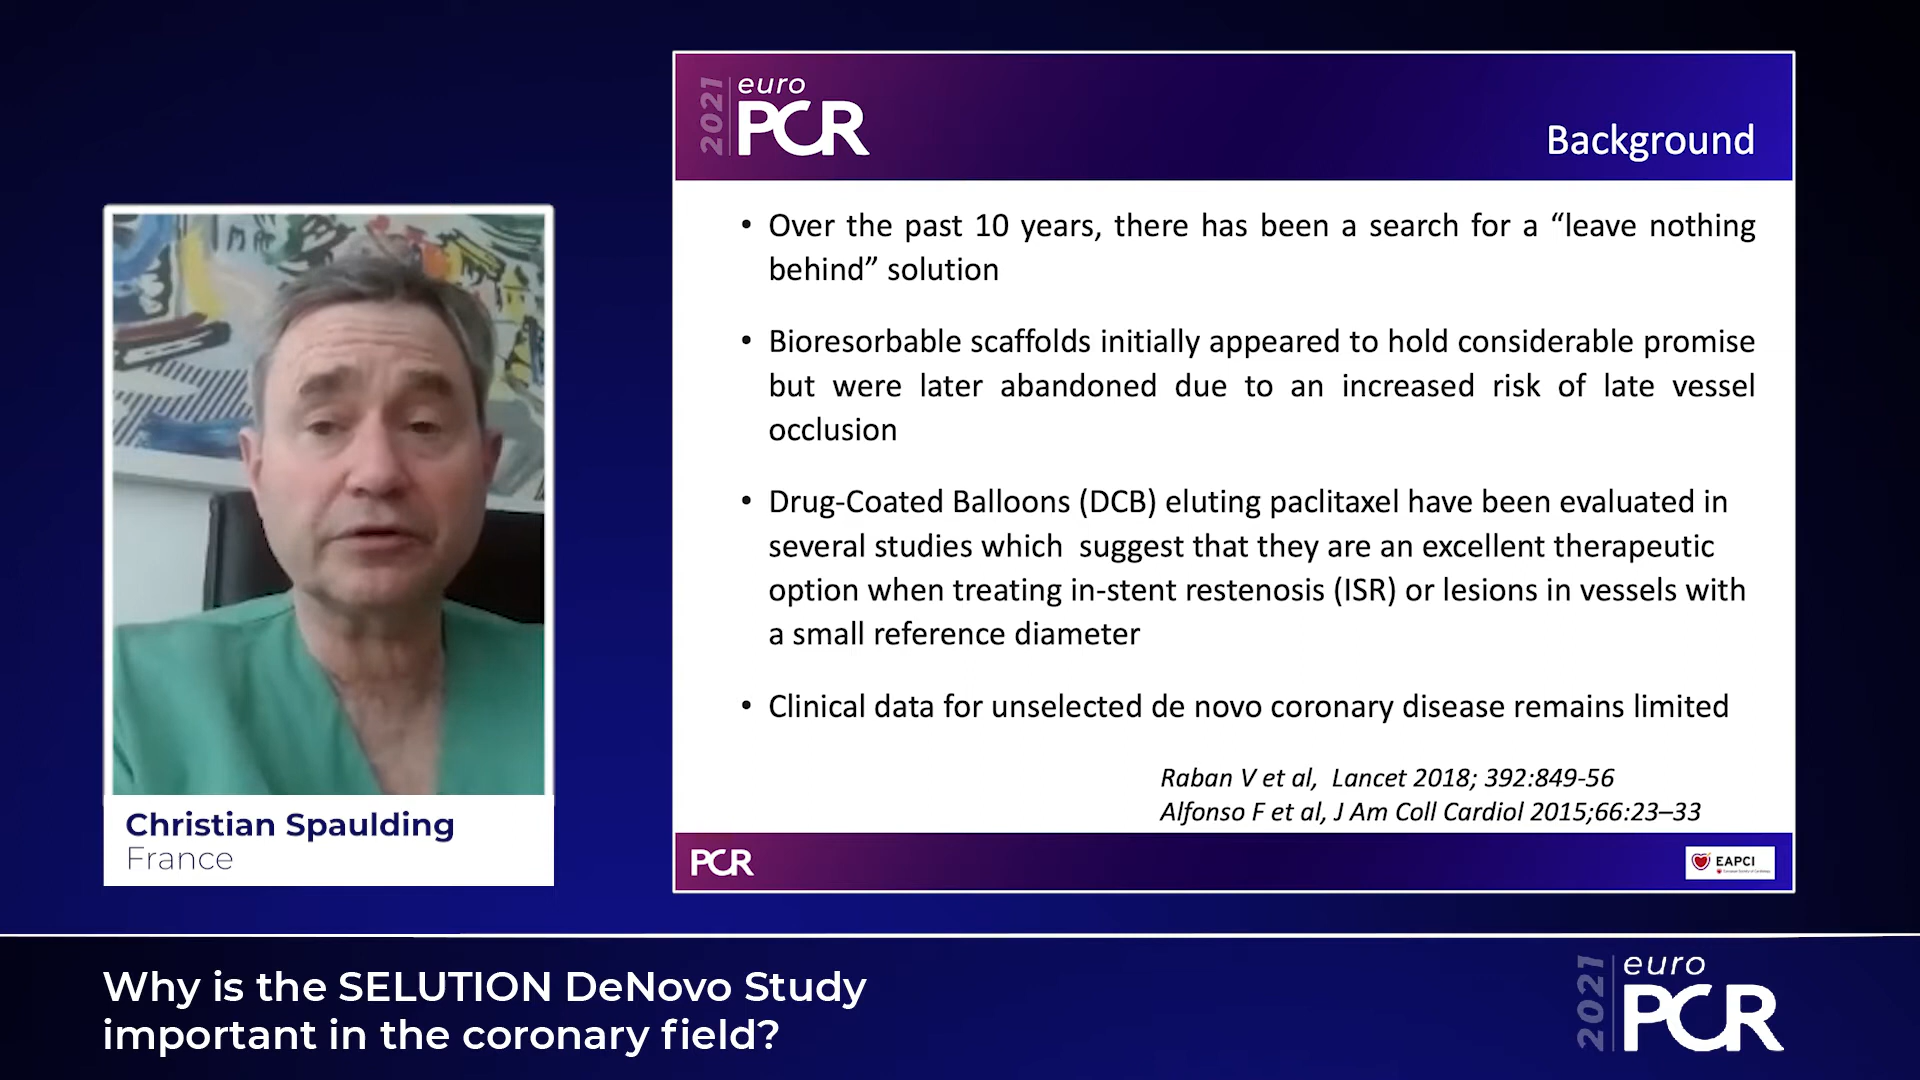 2021
euro
PCR
Background
• Over the past 10 years, there has been a search for a “leave nothing
behind” solution
• Bioresorbable scaffolds initially appeared to hold considerable promise
but were later abandoned due to an increased risk of late vessel
occlusion
• Drug-Coated Balloons (DCB) eluting paclitaxel have been evaluated in
several studies which suggest that they are an excellent therapeutic
option when treating in-stent restenosis (ISR) or lesions in vessels with
a small reference diameter
• Clinical data for unselected de novo coronary disease remains limited
Raban V et al, Lancet 2018; 392:849-56
Alfonso F et al, J Am Coll Cardiol 2015;66:23–33
PCR
EAPCI
Christian Spaulding
France
Why is the SELUTION DeNovo Study
important in the coronary field?
2021
euro
PCR